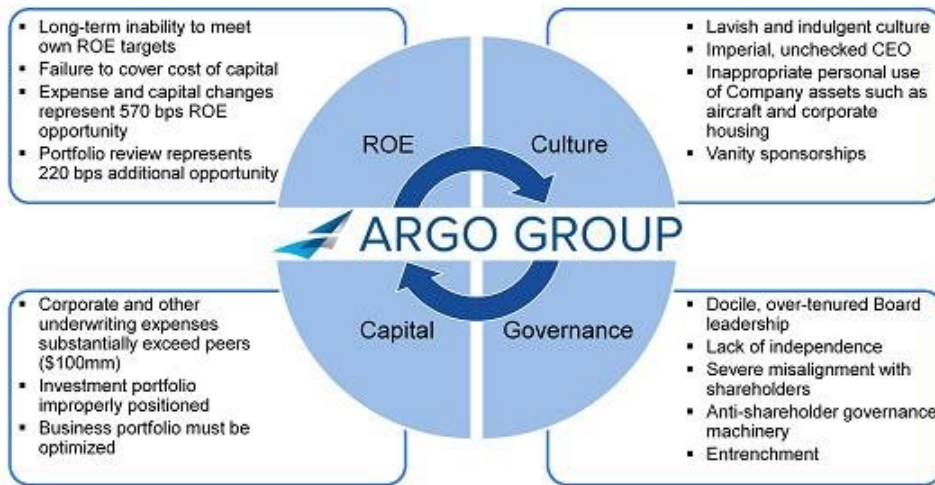 ▪ Long-term inability to meet
own ROE targets
▪ Failure to cover cost of capital
▪ Expense and capital changes
represent 570 bps ROE
opportunity
▪ Portfolio review represents
220 bps additional opportunity
▪ Lavish and indulgent culture
▪ Imperial, unchecked CEO
▪ Inappropriate personal use
of Company assets such as
aircraft and corporate
housing
▪ Vanity sponsorships
ROE
Culture
ARGO GROUP
Capital
Governance
▪ Corporate and other
underwriting expenses
substantially exceed peers
($100mm)
▪ Investment portfolio
improperly positioned
▪ Business portfolio must be
optimized
▪ Docile, over-tenured Board
leadership
▪ Lack of independence
▪ Severe misalignment with
shareholders
▪ Anti-shareholder governance
machinery
▪ Entrenchment